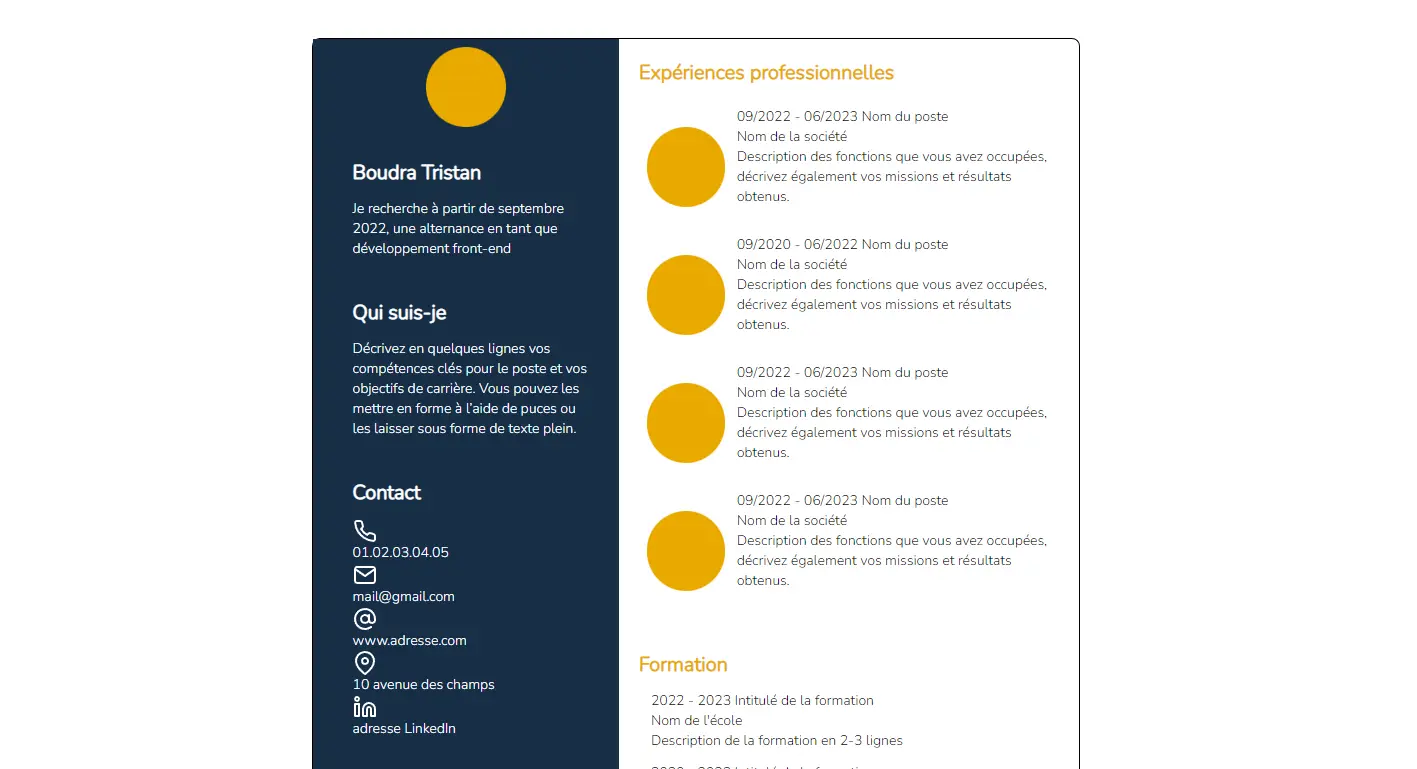 Boudra Tristan
Je recherche à partir de septembre
2022, une alternance en tant que
développement front-end
Qui suis-je
Décrivez en quelques lignes vos
compétences clés pour le poste et vos
objectifs de carrière. Vous pouvez les
mettre en forme à l'aide de puces ou
les laisser sous forme de texte plein.
Contact
01.02.03.04.05
mail@gmail.com
www.adresse.com
10 avenue des champs
adresse LinkedIn
Expériences professionnelles
09/2022 - 06/2023 Nom du poste
Nom de la société
Description des fonctions que vous avez occupées,
décrivez également vos missions et résultats
obtenus.
09/2020 - 06/2022 Nom du poste
Nom de la société
Description des fonctions que vous avez occupées,
décrivez également vos missions et résultats
obtenus.
09/2022 - 06/2023 Nom du poste
Nom de la société
Description des fonctions que vous avez occupées,
décrivez également vos missions et résultats
obtenus.
09/2022 - 06/2023 Nom du poste
Nom de la société
Description des fonctions que vous avez occupées,
décrivez également vos missions et résultats
obtenus.
Formation
2022 - 2023 Intitulé de la formation
Nom de l'école
Description de la formation en 2-3 lignes